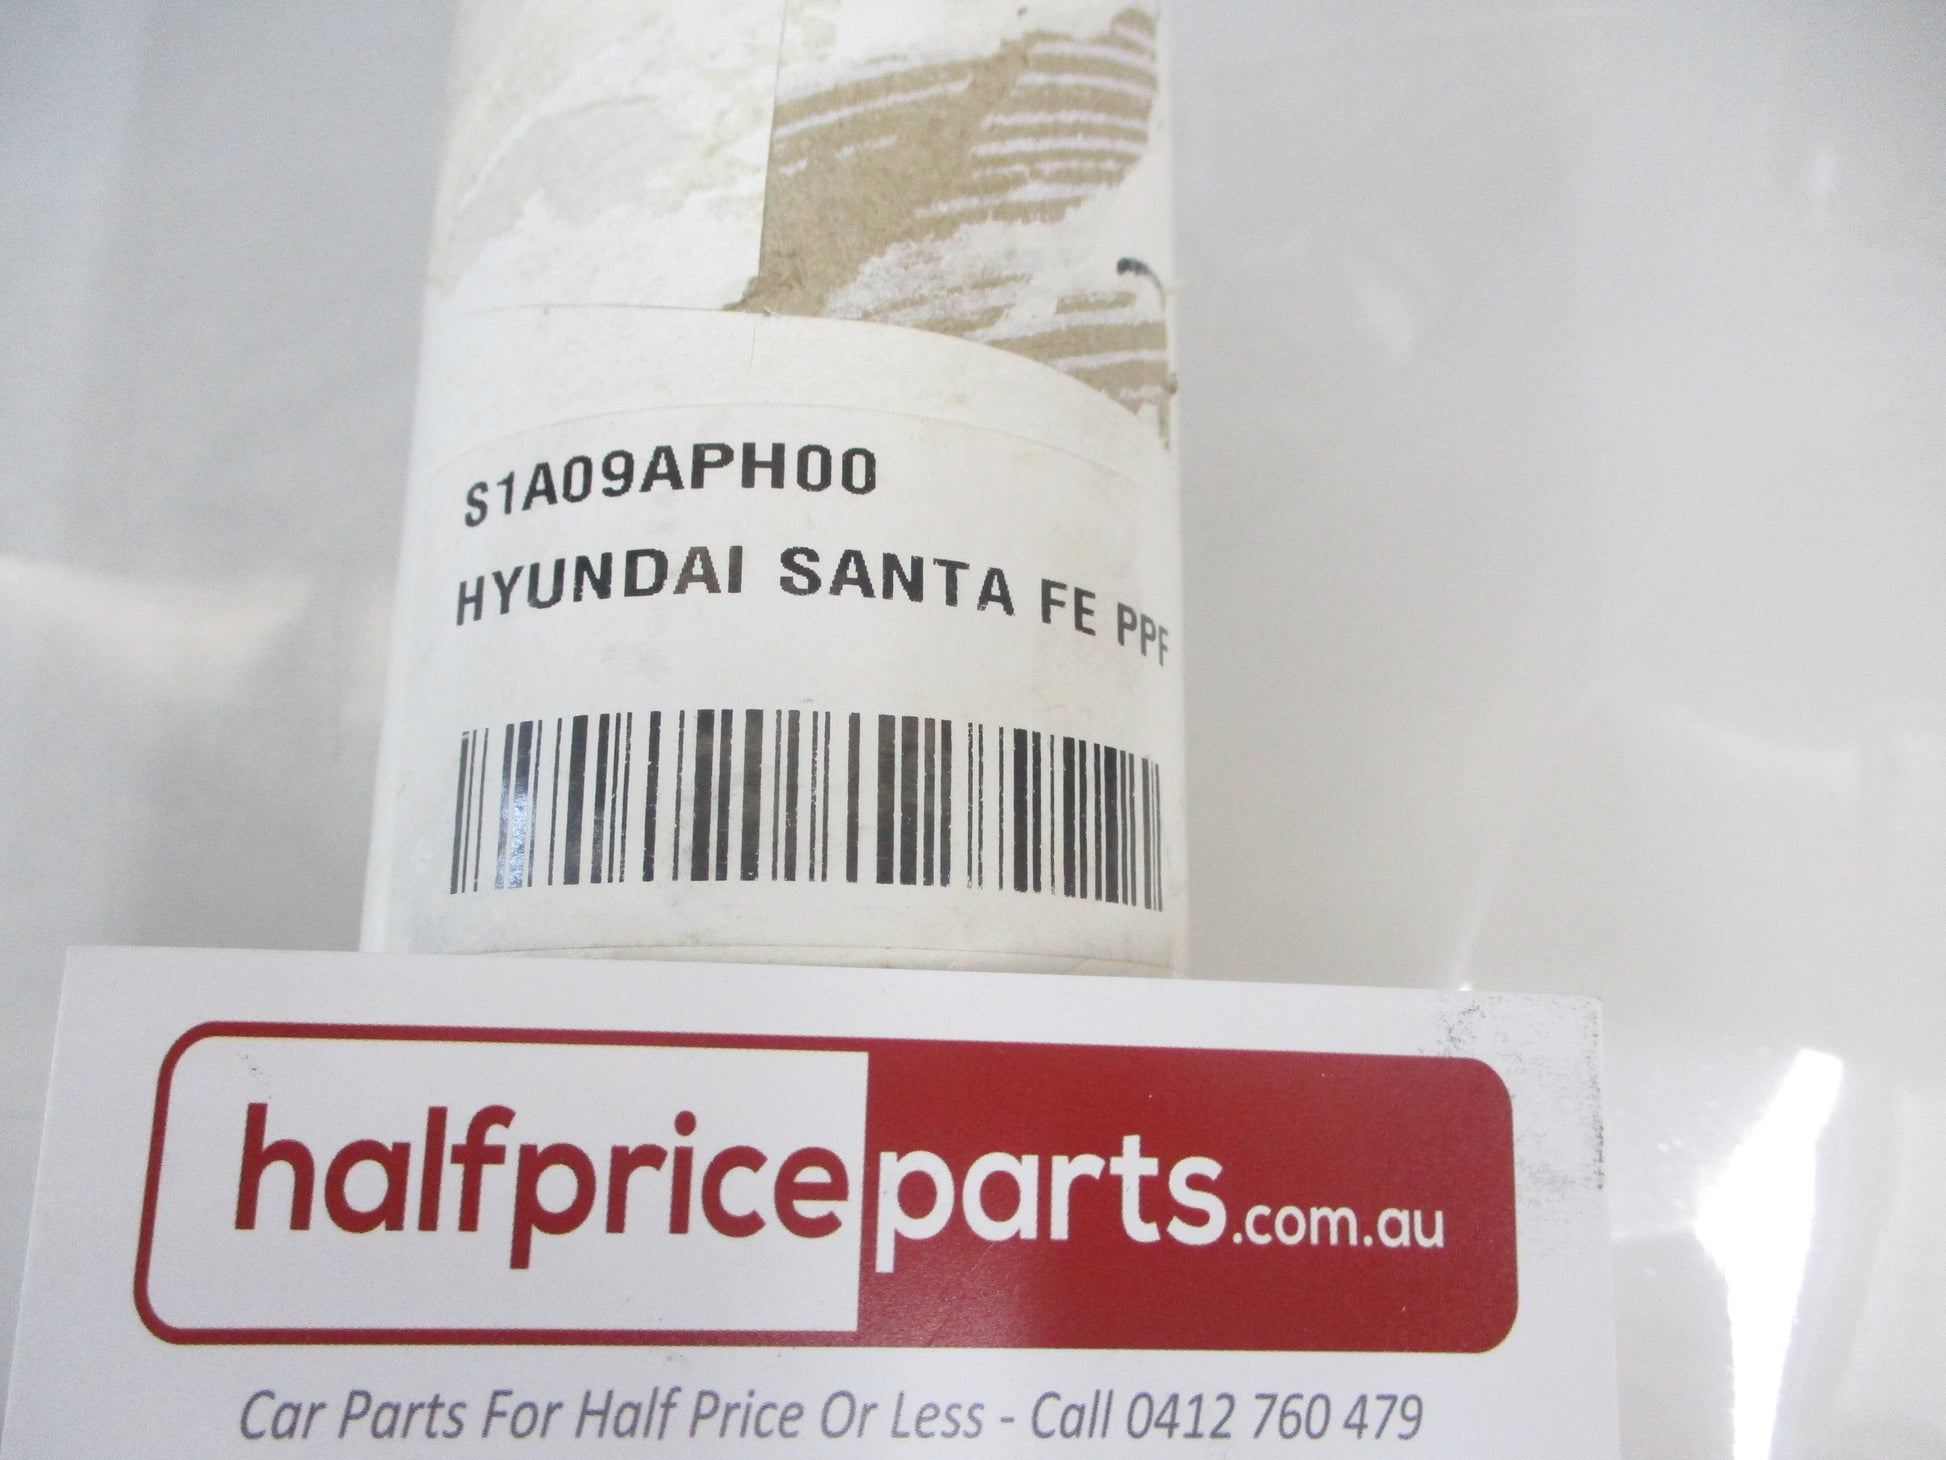 S1A09APH00
HYUNDAI SANTA FE PPF
halfpriceparts.com.au
Car Parts For Half Price Or Less - Call 0412 760 479